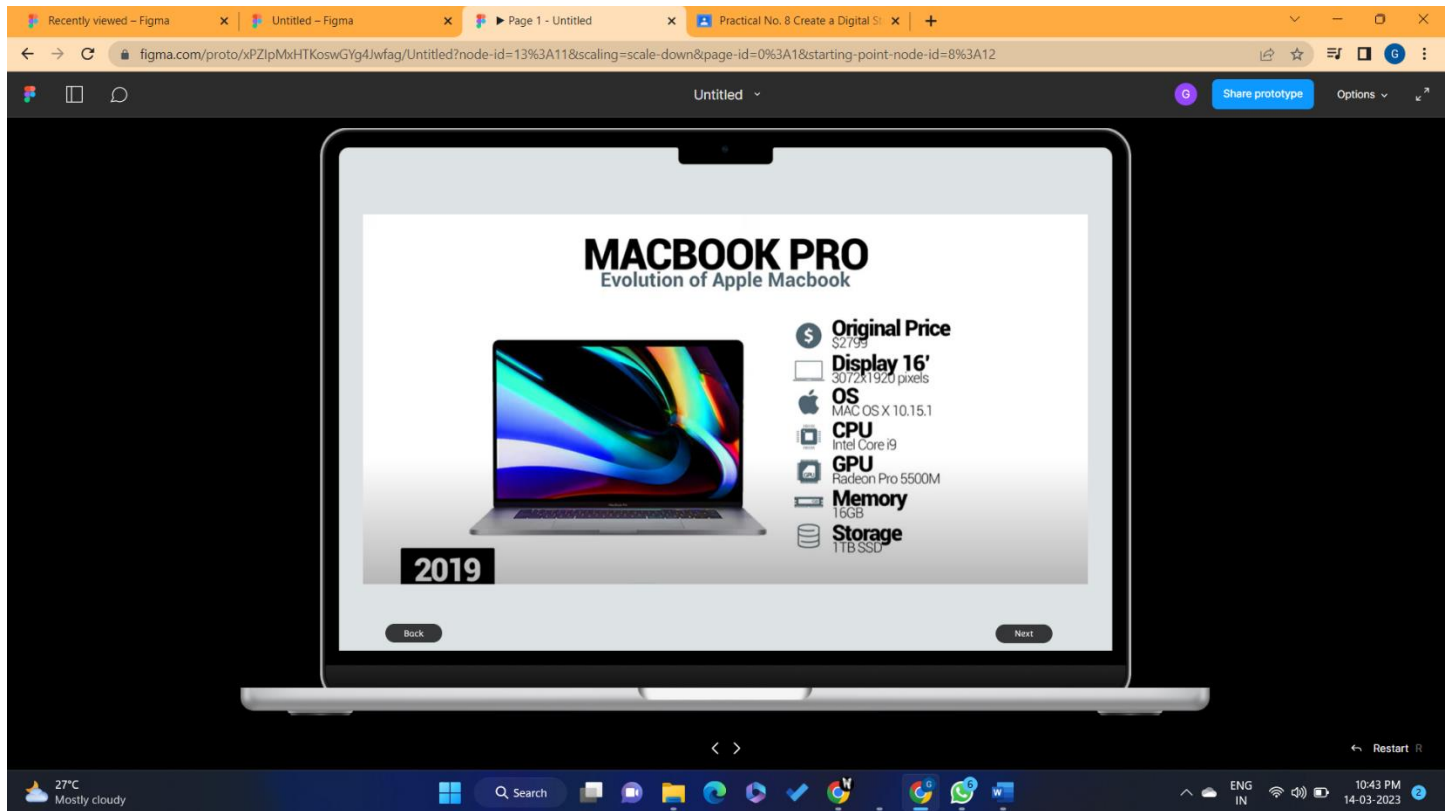 Recently viewed – Figma
Untitled – Figma
Page 1 - Untitled
Practical No. 8 Create a Digital St
figma.com/proto/xPZlpMxHTKoswGYg4Jwfag/Untitled?node-id=13%3A11&scaling=scale-down&page-id=0%3A1&starting-point-node-id=8%3A12
G
Untitled
G
Share prototype
Options
MACBOOK PRO
Evolution of Apple Macbook
Original Price
$2799
Display 16'
3072x1920 pixels
OS
MAC OS X 10.15.1
CPU
Intel Core i9
GPU
Radeon Pro 5500M
Memory
16GB
Storage
1TB SSD
2019
Back
Next
Restart R
27°C
Mostly cloudy
Search
6
ENG
IN
10:43 PM
14-03-2023
2